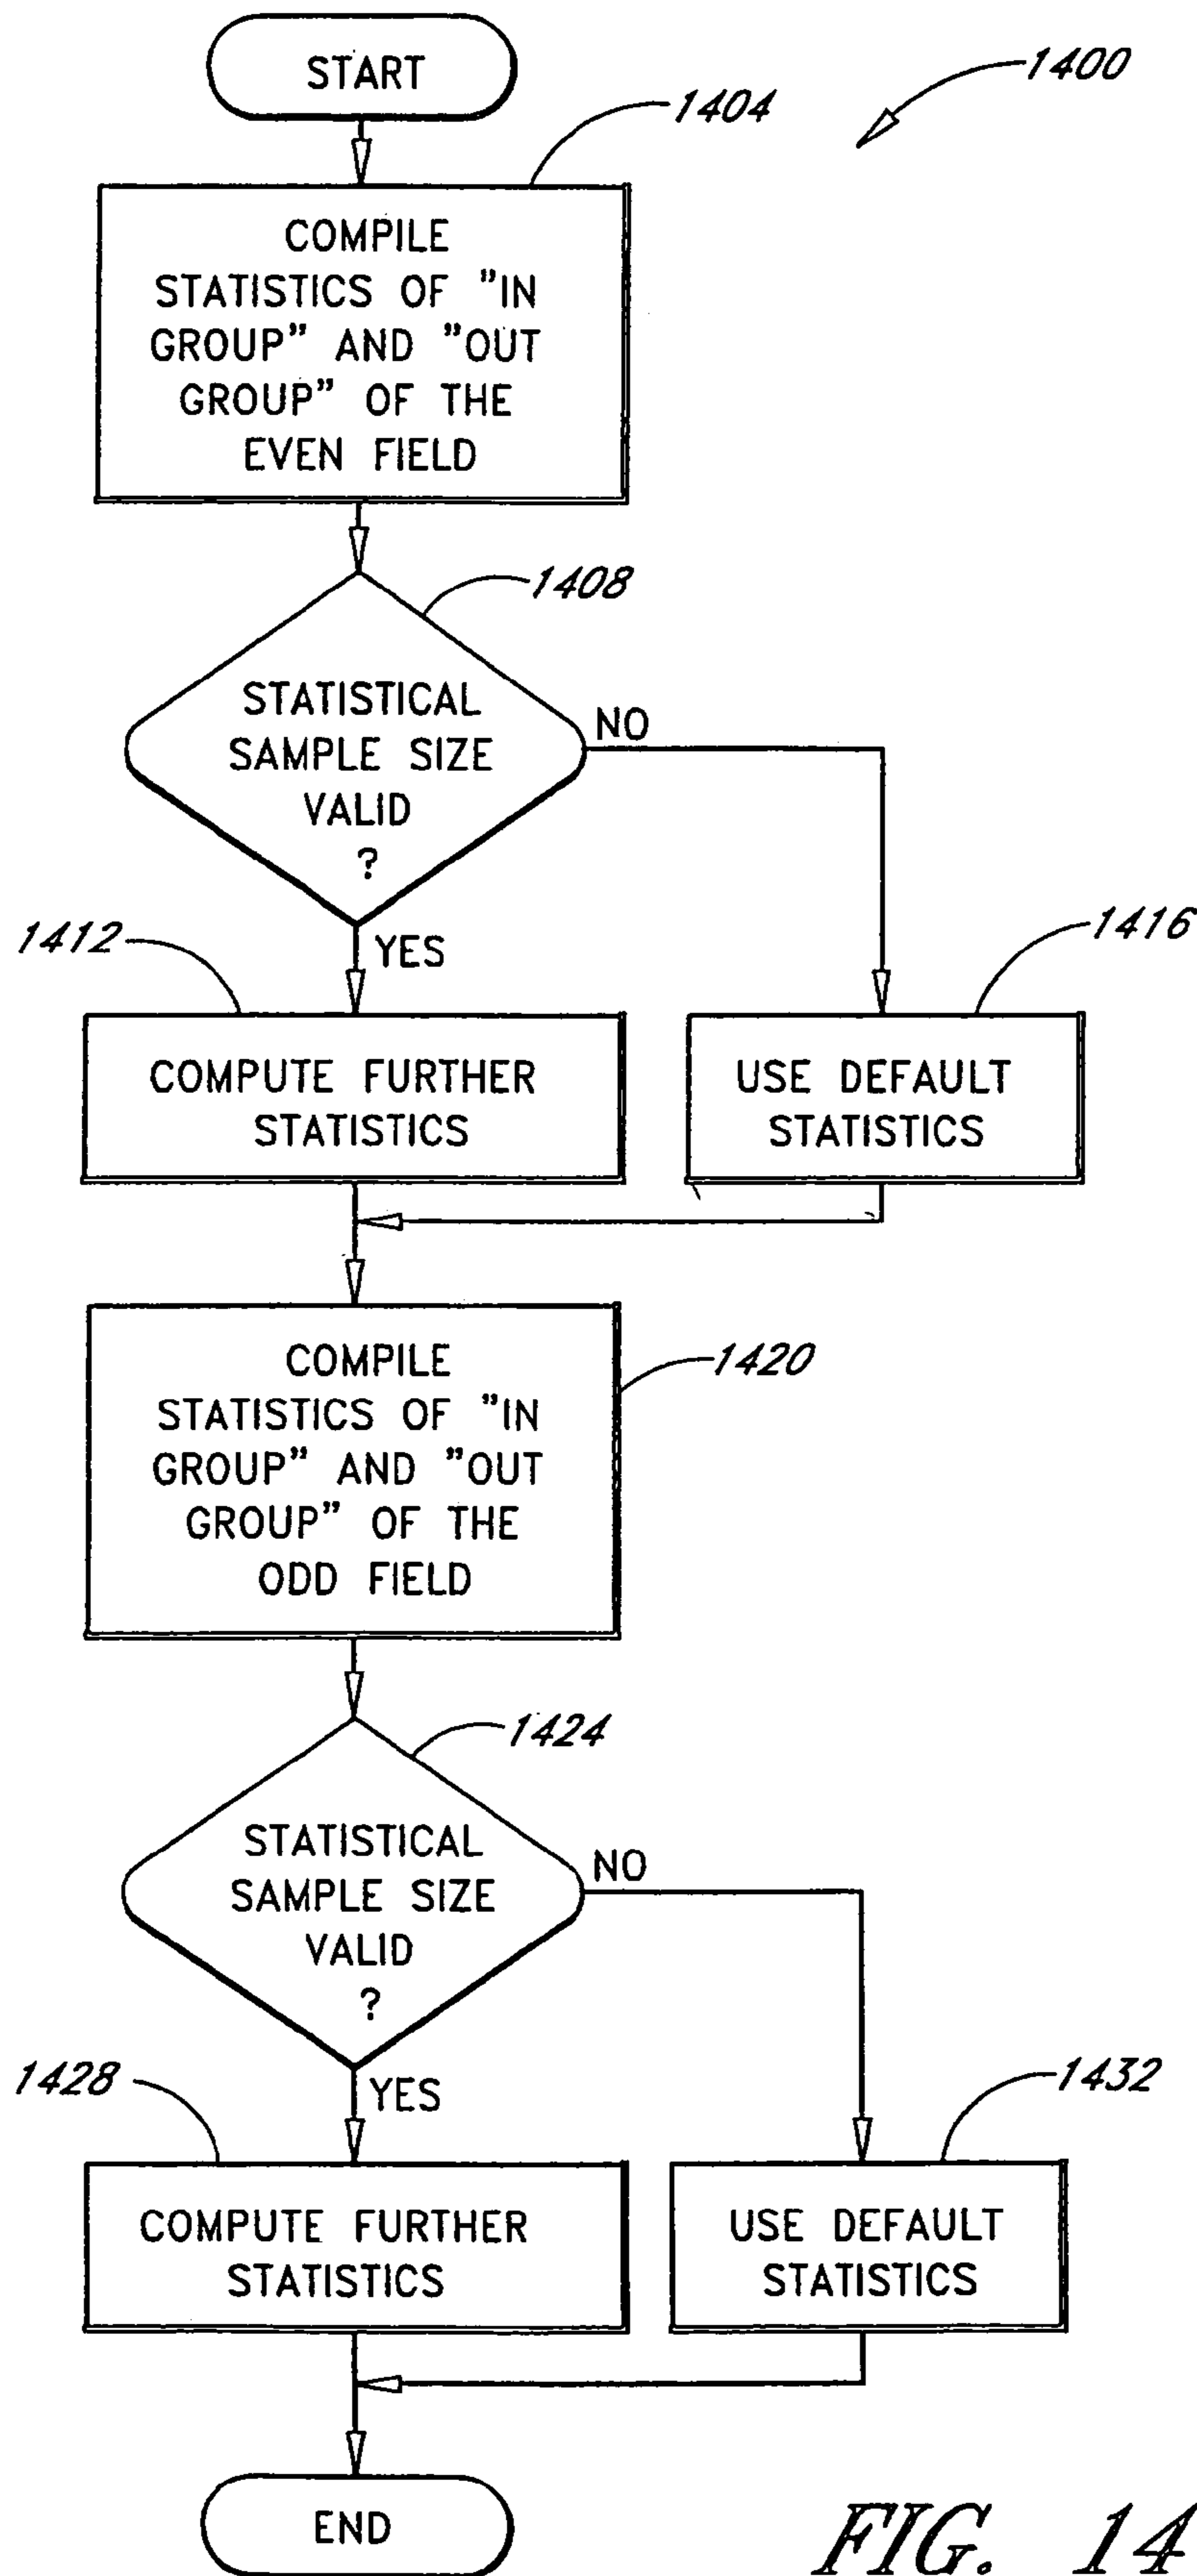 START
1400
1404
COMPILE
STATISTICS OF "IN
GROUP" AND "OUT
GROUP" OF THE
EVEN FIELD
1408
STATISTICAL
SAMPLE SIZE
VALID
?
NO
YES
1412
1416
COMPUTE FURTHER
STATISTICS
USE DEFAULT
STATISTICS
COMPILE
STATISTICS OF "IN
GROUP" AND "OUT
GROUP" OF THE
ODD FIELD
1420
1424
STATISTICAL
SAMPLE SIZE
VALID
?
NO
YES
1428
1432
COMPUTE FURTHER
STATISTICS
USE DEFAULT
STATISTICS
END
FIG. 14